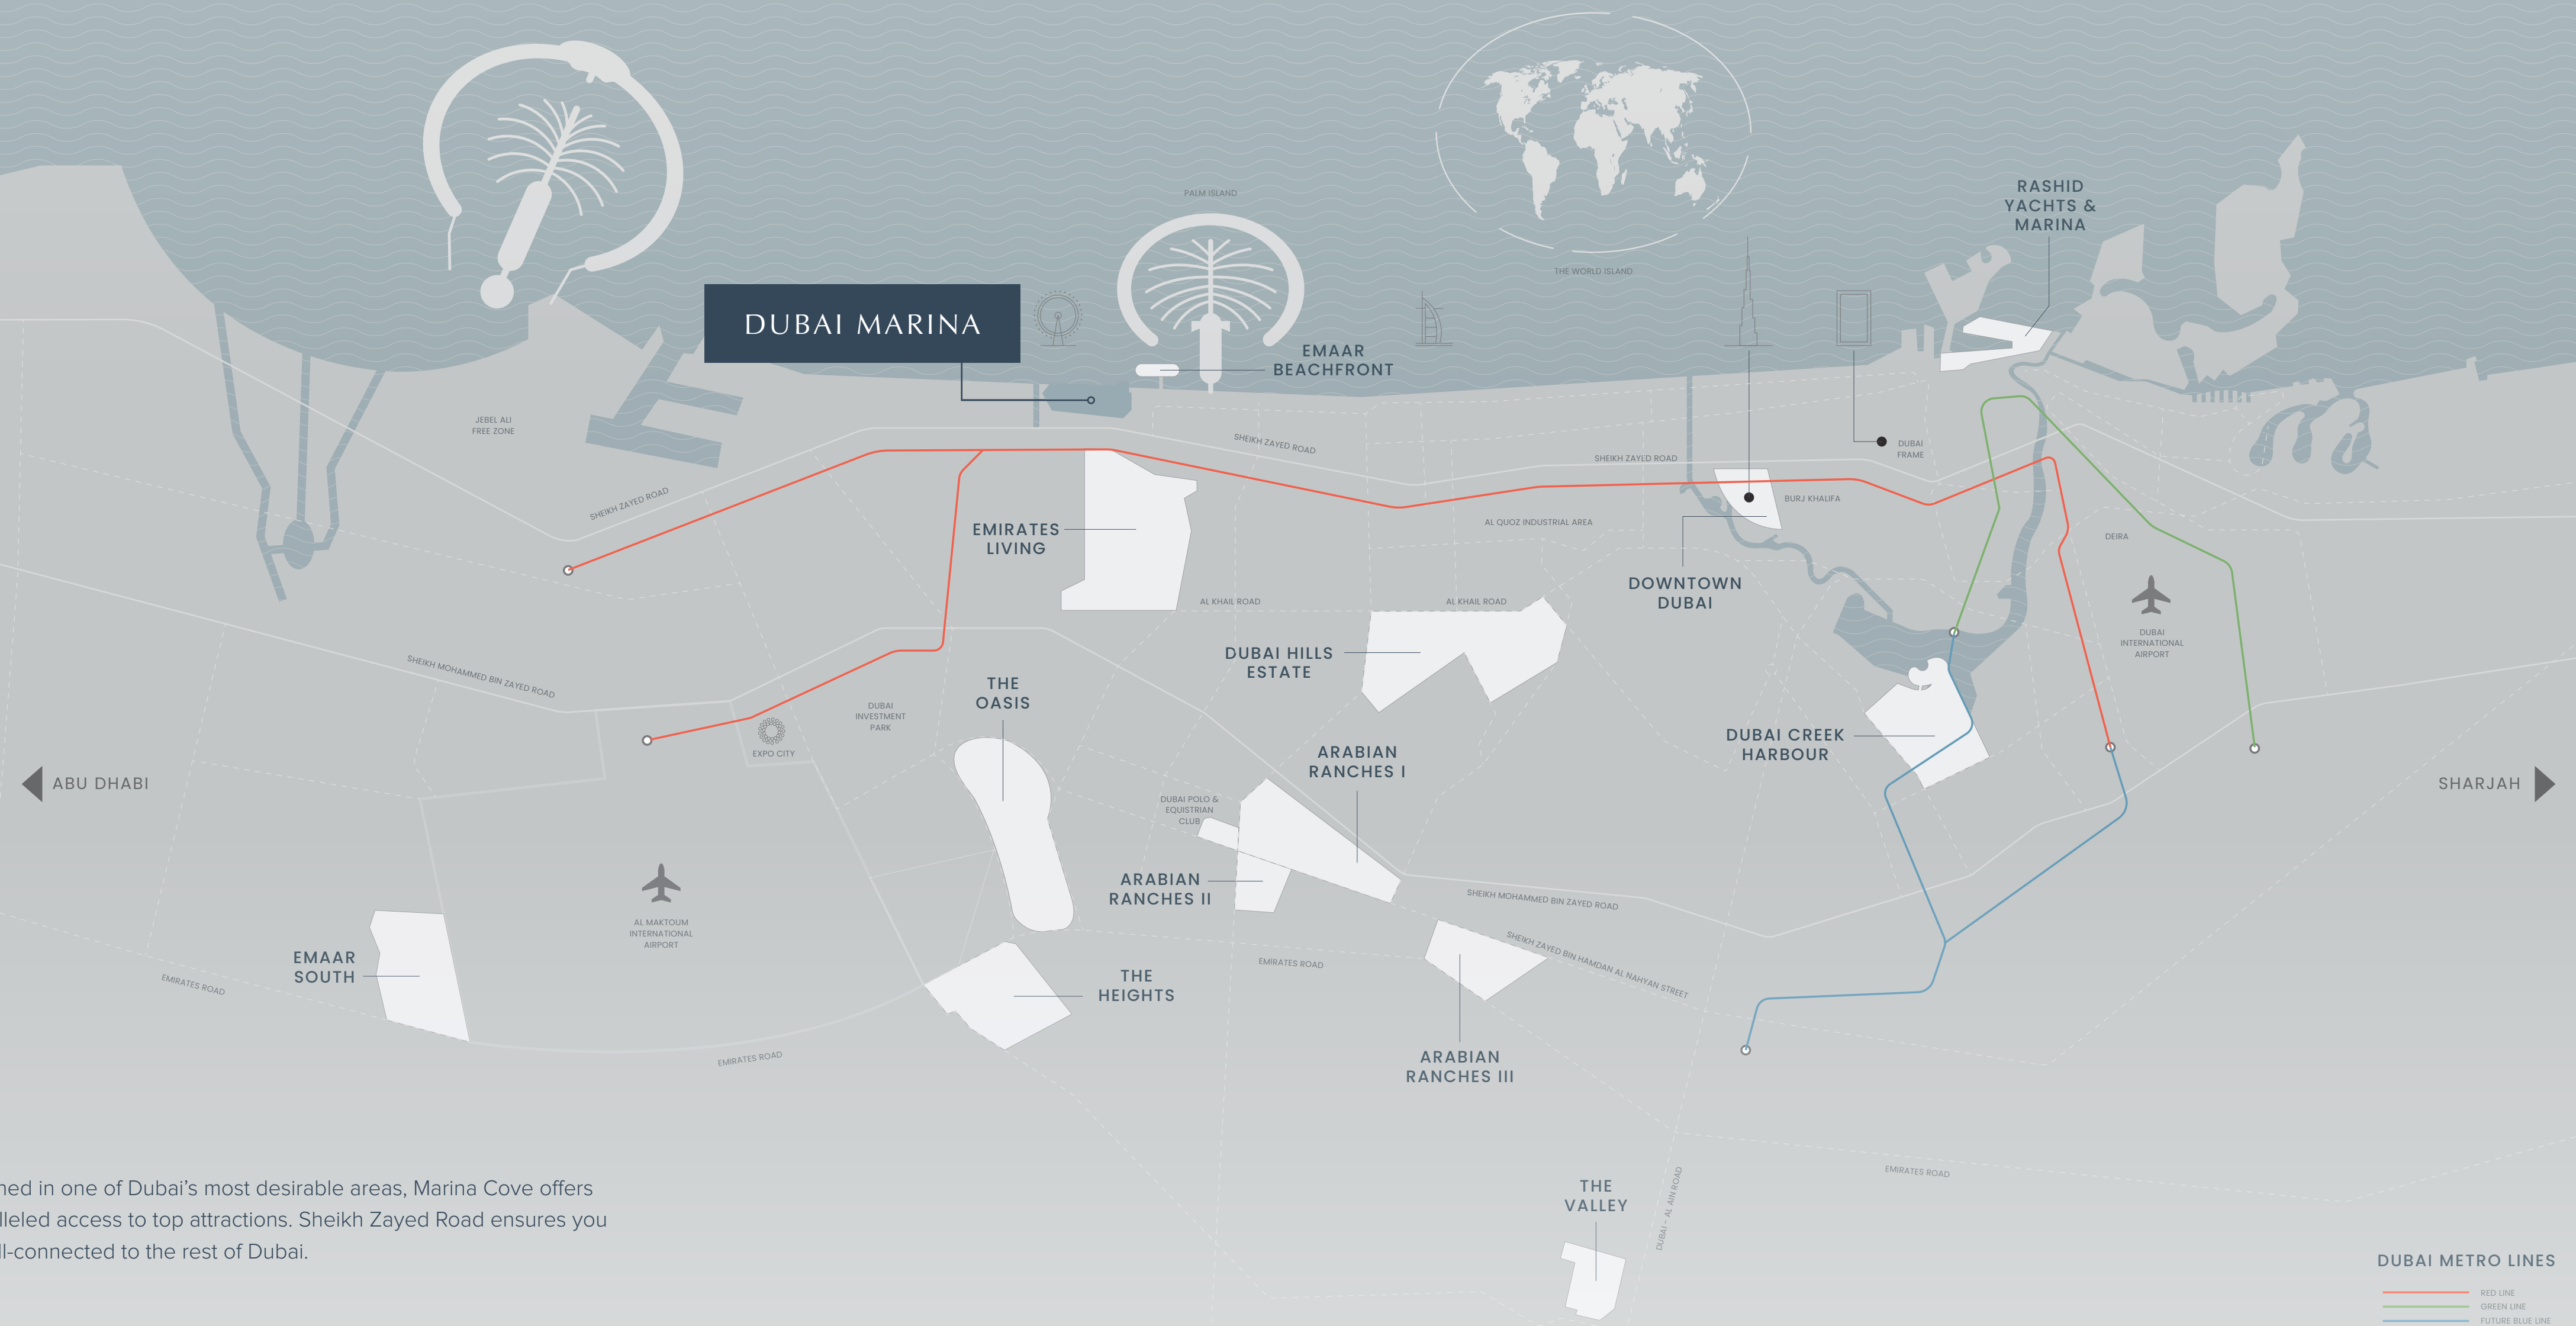 PALM ISLAND
THE WORLD ISLAND
RASHID
YACHTS &
MARINA
DUBAI MARINA
EMAAR
BEACHFRONT
JEBEL ALI
FREE ZONE
SHEIKH ZAYED ROAD
SHEIKH ZAYED ROAD
SHEIKH ZAYED ROAD
DUBAI
FRAME
BURJ KHALIFA
EMIRATES
LIVING
AL QUOZ INDUSTRIAL AREA
DEIRA
DOWNTOWN
DUBAI
AL KHAIL ROAD
AL KHAIL ROAD
DUBAI
INTERNATIONAL
AIRPORT
DUBAI HILLS
ESTATE
SHEIKH MOHAMMED BIN ZAYED ROAD
THE
OASIS
DUBAI
INVESTMENT
PARK
EXPO CITY
DUBAI CREEK
HARBOUR
ARABIAN
RANCHES I
ABU DHABI
SHARJAH
DUBAI POLO &
EQUISTRIAN
CLUB
ARABIAN
RANCHES II
SHEIKH MOHAMMED BIN ZAYED ROAD
AL MAKTOUM
INTERNATIONAL
AIRPORT
EMAAR
SOUTH
EMIRATES ROAD
EMIRATES ROAD
SHEIKH ZAYED BIN HAMDAN AL NAHYAN STREET
THE
HEIGHTS
EMIRATES ROAD
ARABIAN
RANCHES III
EMIRATES ROAD
THE
VALLEY
DUBAI - AL AIN ROAD
ned in one of Dubai's most desirable areas, Marina Cove offers
lleled access to top attractions. Sheikh Zayed Road ensures you
ll-connected to the rest of Dubai.
DUBAI METRO LINES
RED LINE
GREEN LINE
FUTURE BLUE LINE